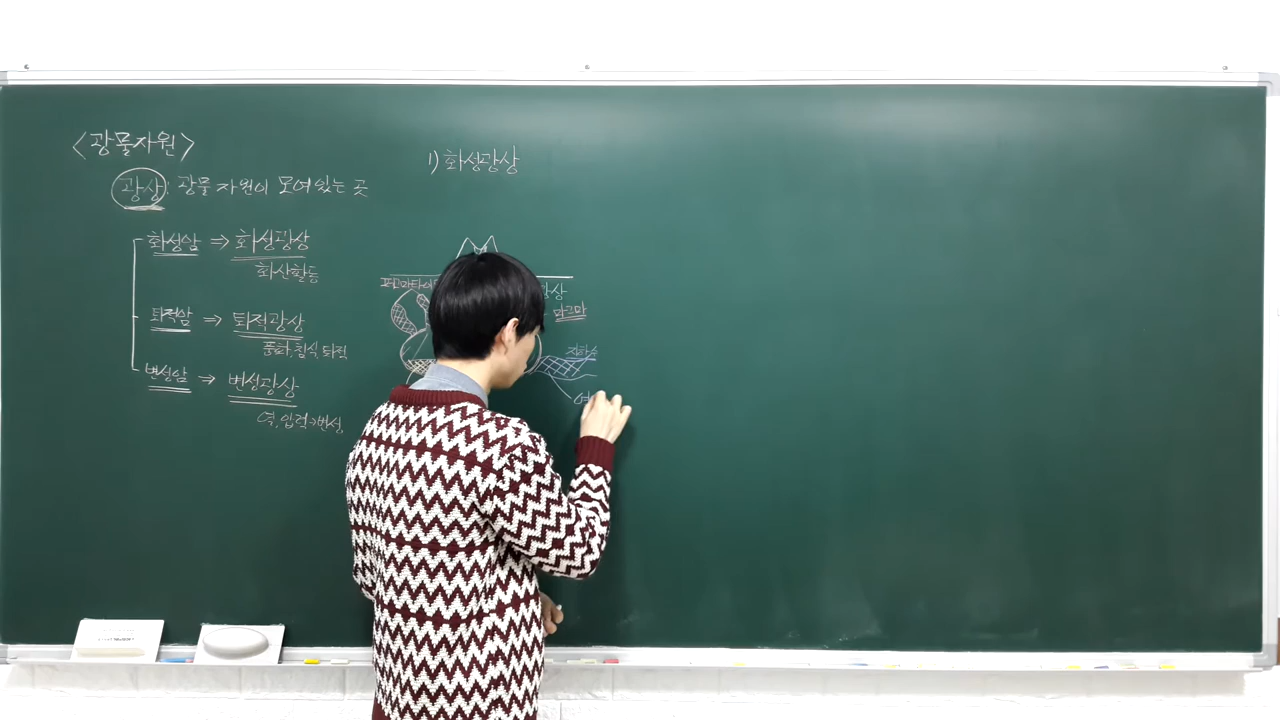 <광물자원>
광상: 광물 자원이 모여있는 곳
화성암 ⇒ 화성광상
화산활동
퇴적암 ⇒ 퇴적광상
풍화, 침식, 퇴적
변성암 ⇒ 변성광상
열, 압력→변성
1) 화성광상
마그마
지하수